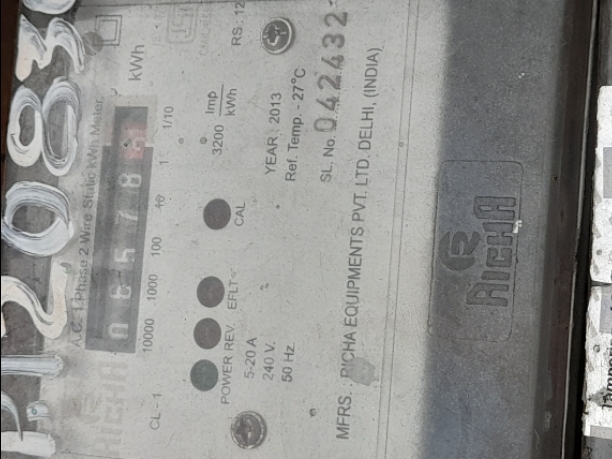 A.C. 1 Phase 2 Wire Static kWh Meter
kWh
0 8 5 7 8
10000 1000 100 10 1 1/10
CL - 1
RICHA
RS : 12
3200 Imp/kWh
POWER REV. EFLT CAL
5-20 A
240 V.
50 Hz.
YEAR : 2013
Ref. Temp. - 27°C
SL. No. 042432
MFRS. : RICHA EQUIPMENTS PVT. LTD. DELHI, (INDIA)
RICHA